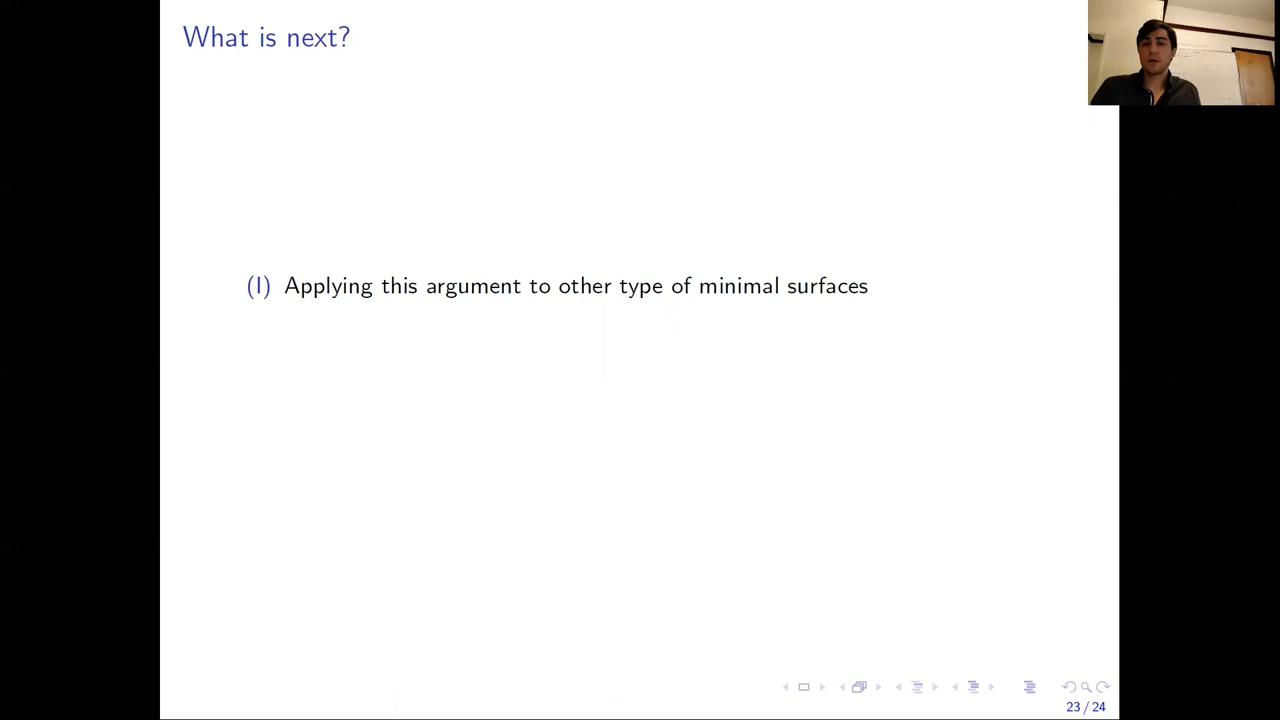 What is next?
(I) Applying this argument to other type of minimal surfaces
23 / 24